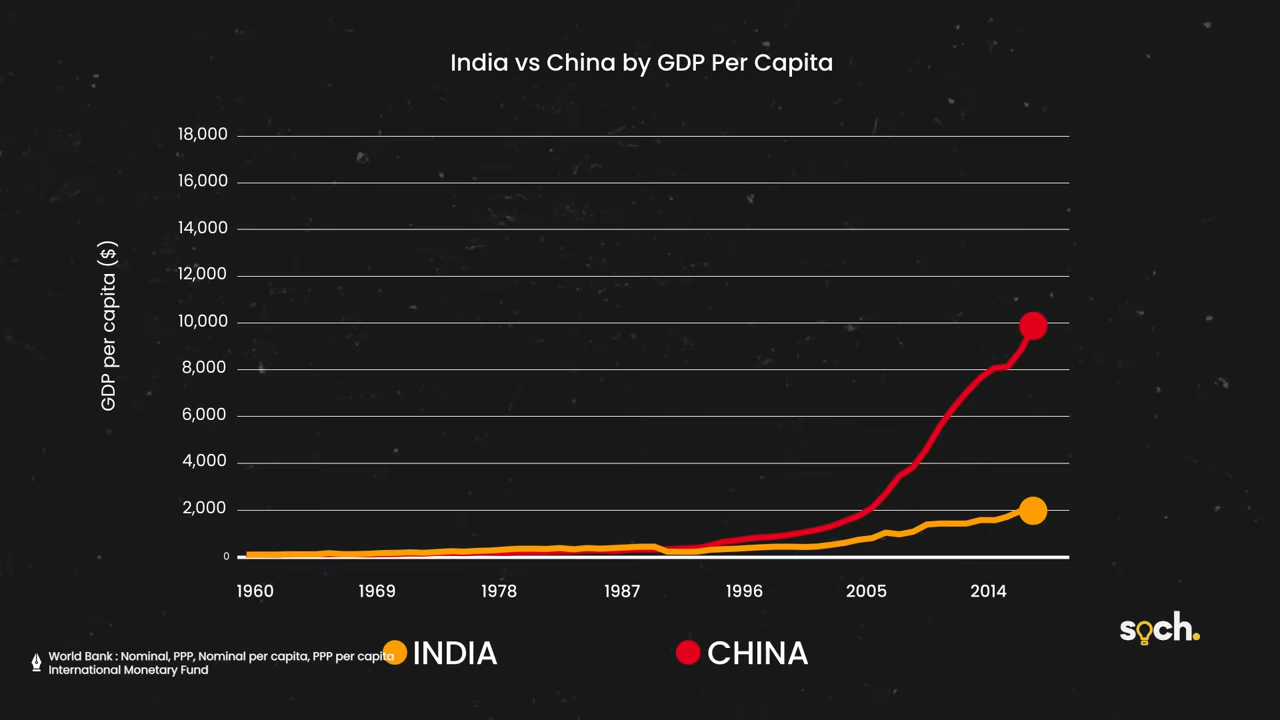 India vs China by GDP Per Capita
18,000
16,000
14,000
12,000
10,000
8,000
6,000
4,000
2,000
0
GDP per capita ($)
1960 1969 1978 1987 1996 2005 2014
INDIA CHINA
World Bank : Nominal, PPP, Nominal per capita, PPP per capita
International Monetary Fund
soch.